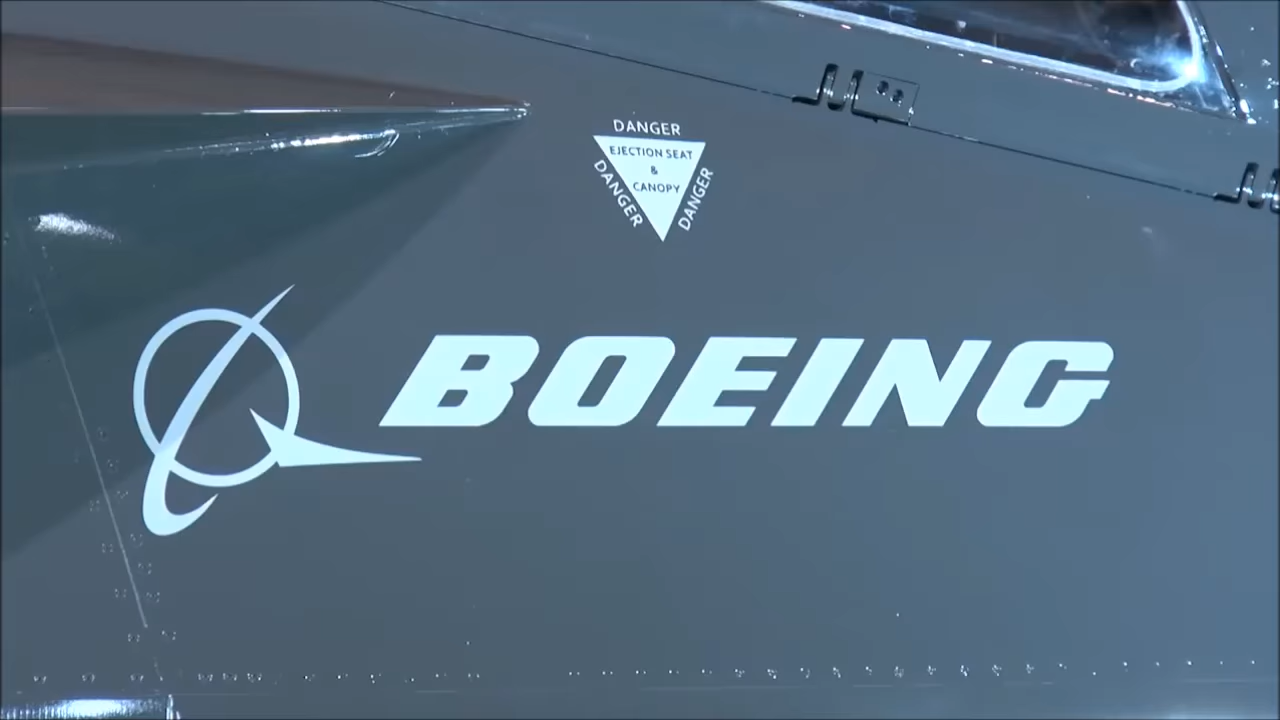 DANGER
EJECTION SEAT
&
CANOPY
DANGER
DANGER
BOEING